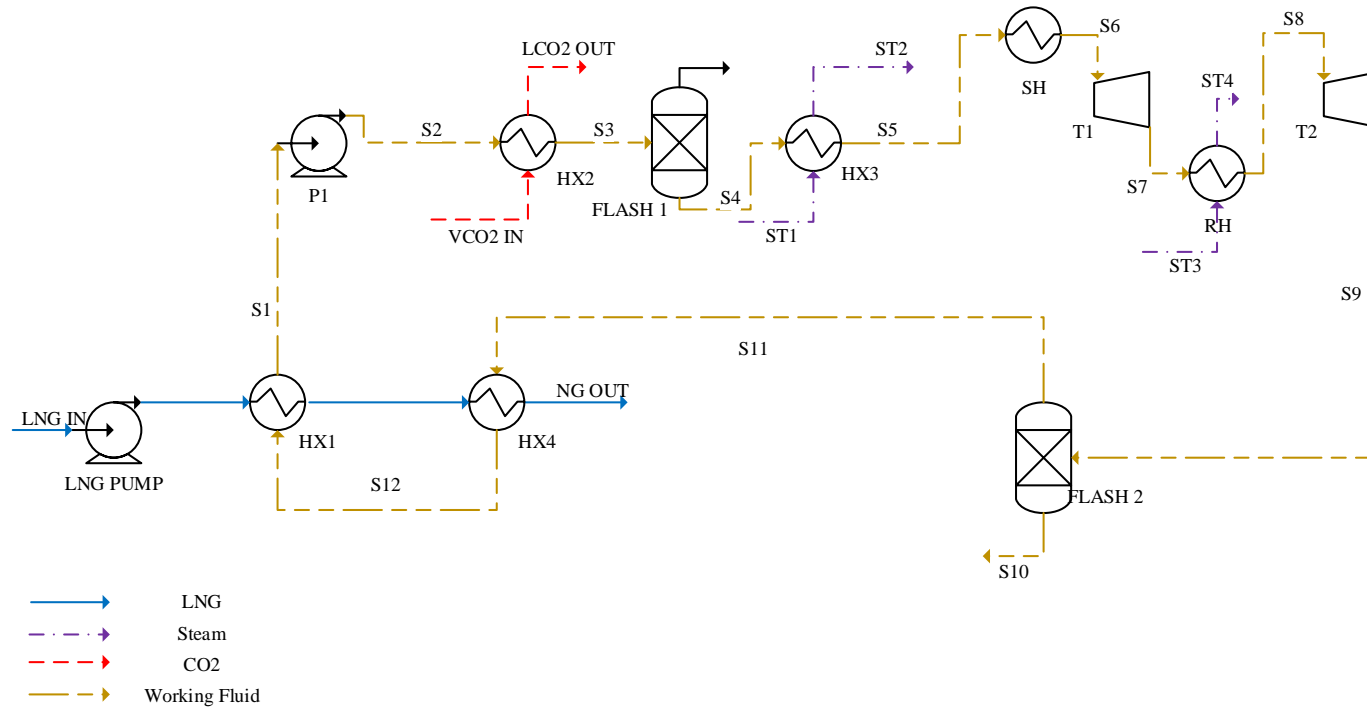 S8
LCO2 OUT
ST2
S6
SH
ST4
T1
T2
S2
S3
S5
HX2
HX3
S7
P1
FLASH 1
S4
RH
VCO2 IN
ST1
ST3
S9
S1
S11
NG OUT
LNG IN
HX1
HX4
LNG PUMP
S12
FLASH 2
S10
LNG
Steam
CO2
Working Fluid